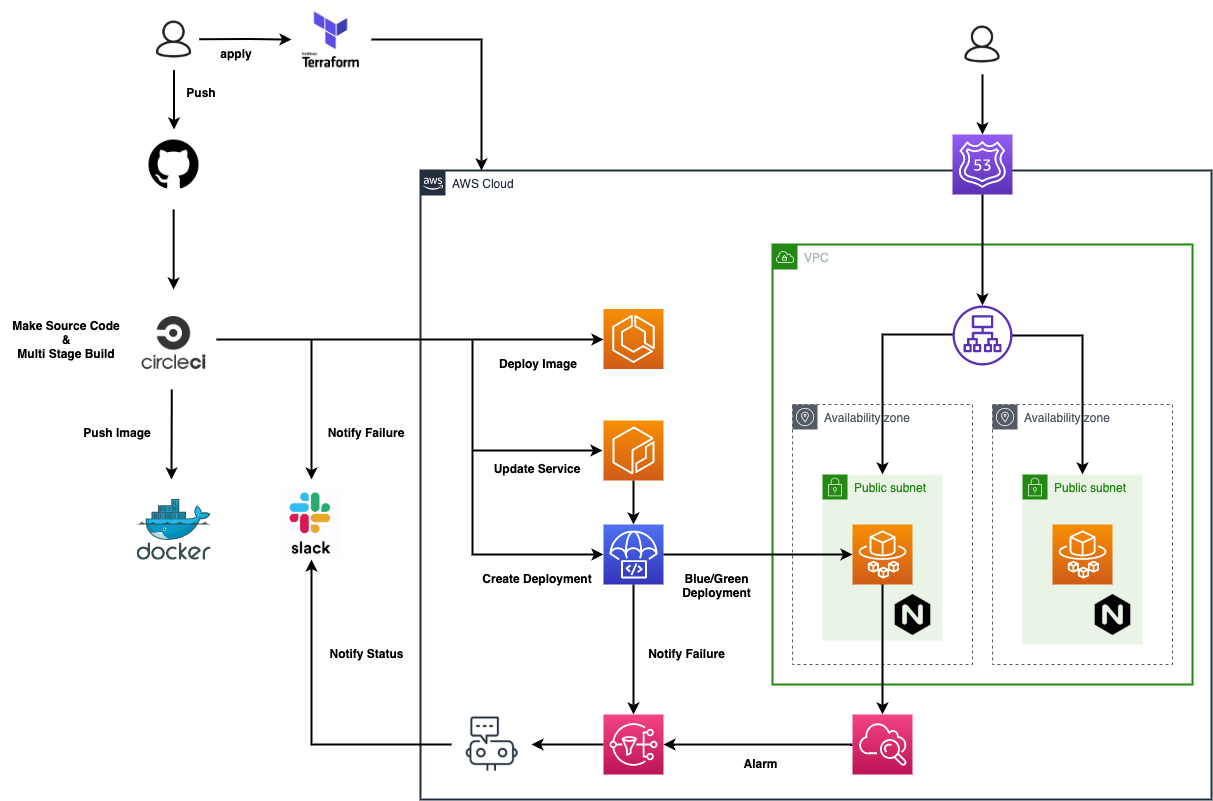 apply
HashiCorp
Terraform
Push
53
aws
AWS Cloud
VPC
Make Source Code
&
Multi Stage Build
circleci
Deploy Image
Push Image
Notify Failure
Availability zone
Availability zone
Update Service
Public subnet
Public subnet
docker
slack
</>
Create Deployment
Blue/Green
Deployment
N
N
Notify Status
Notify Failure
Alarm